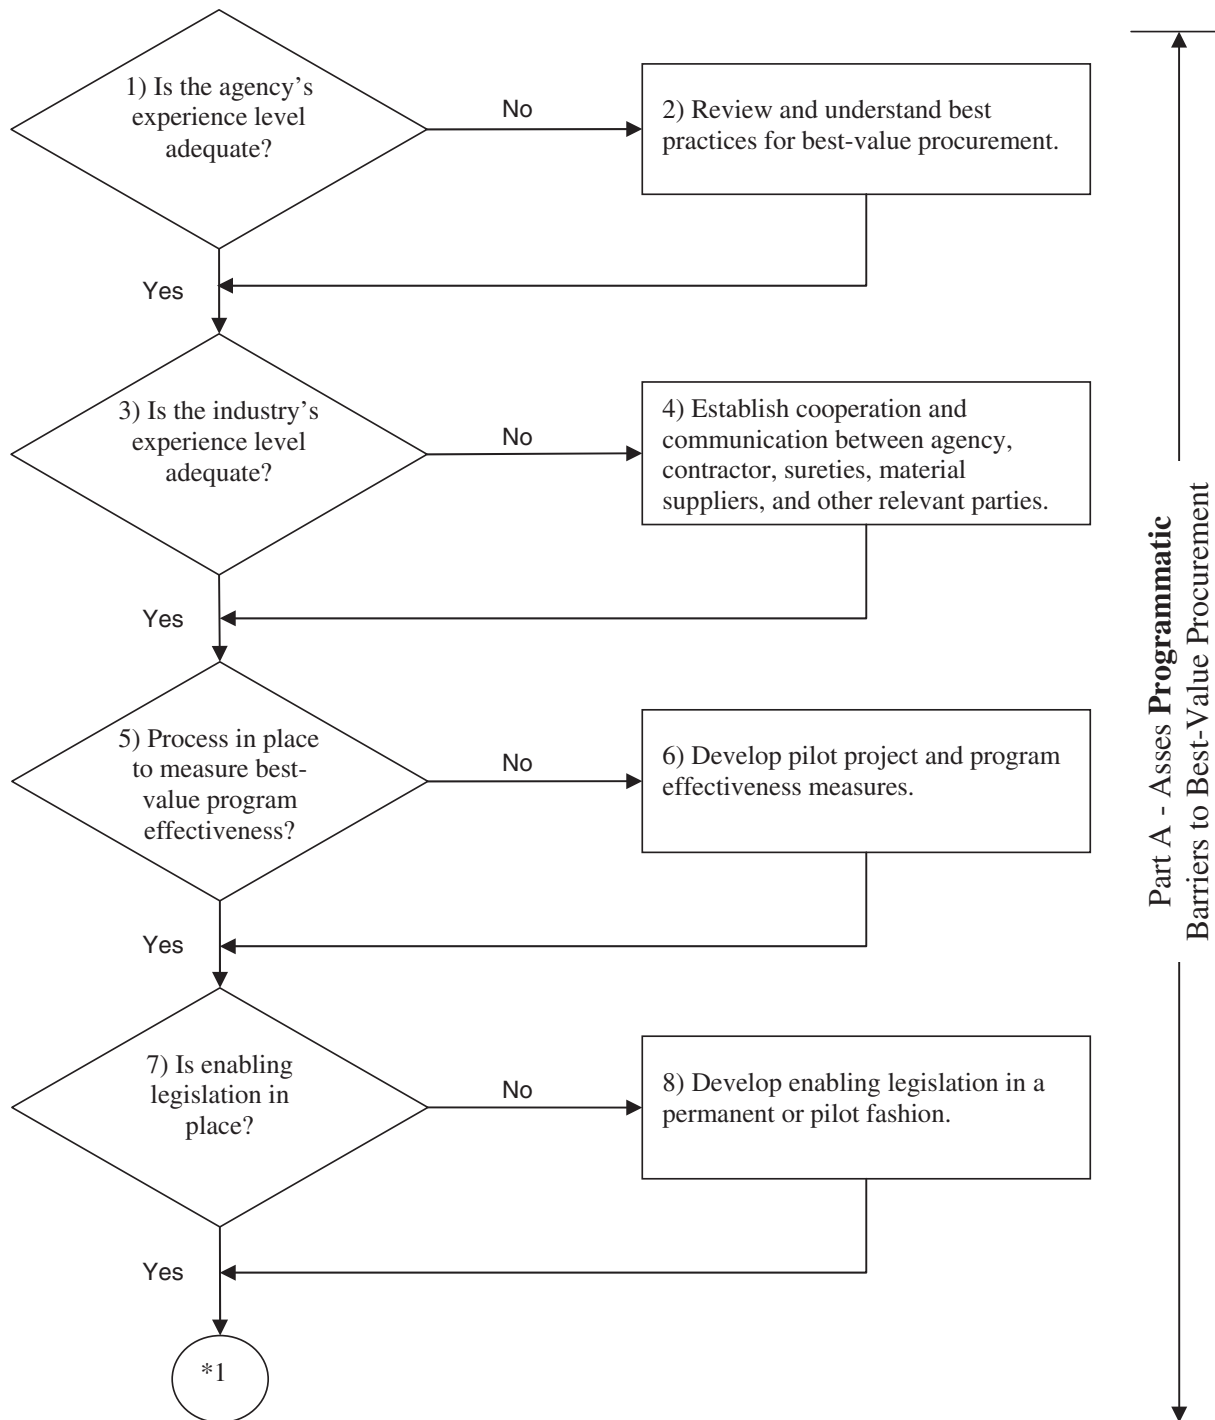 1) Is the agency's
experience level
adequate?
No
2) Review and understand best
practices for best-value procurement.
Yes
3) Is the industry's
experience level
adequate?
No
4) Establish cooperation and
communication between agency,
contractor, sureties, material
suppliers, and other relevant parties.
Yes
5) Process in place
to measure best-
value program
effectiveness?
No
6) Develop pilot project and program
effectiveness measures.
Yes
7) Is enabling
legislation in
place?
No
8) Develop enabling legislation in a
permanent or pilot fashion.
Yes
*1
Part A - Asses Programmatic
Barriers to Best-Value Procurement